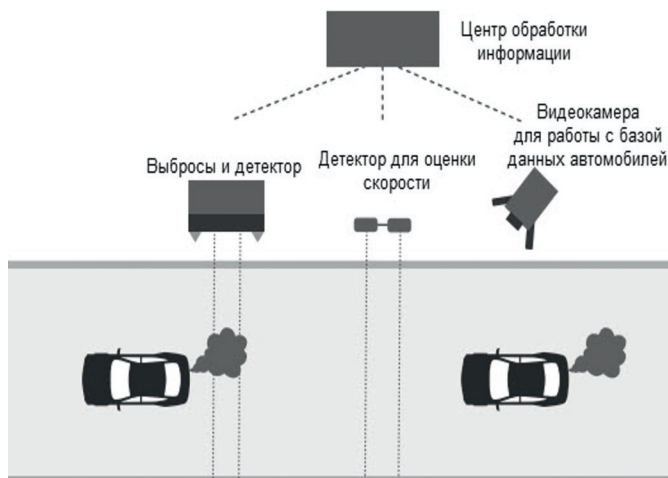 Центр обработки
информации
Видеокамера
для работы с базой
данных автомобилей
Детектор для оценки
скорости
Выбросы и детектор